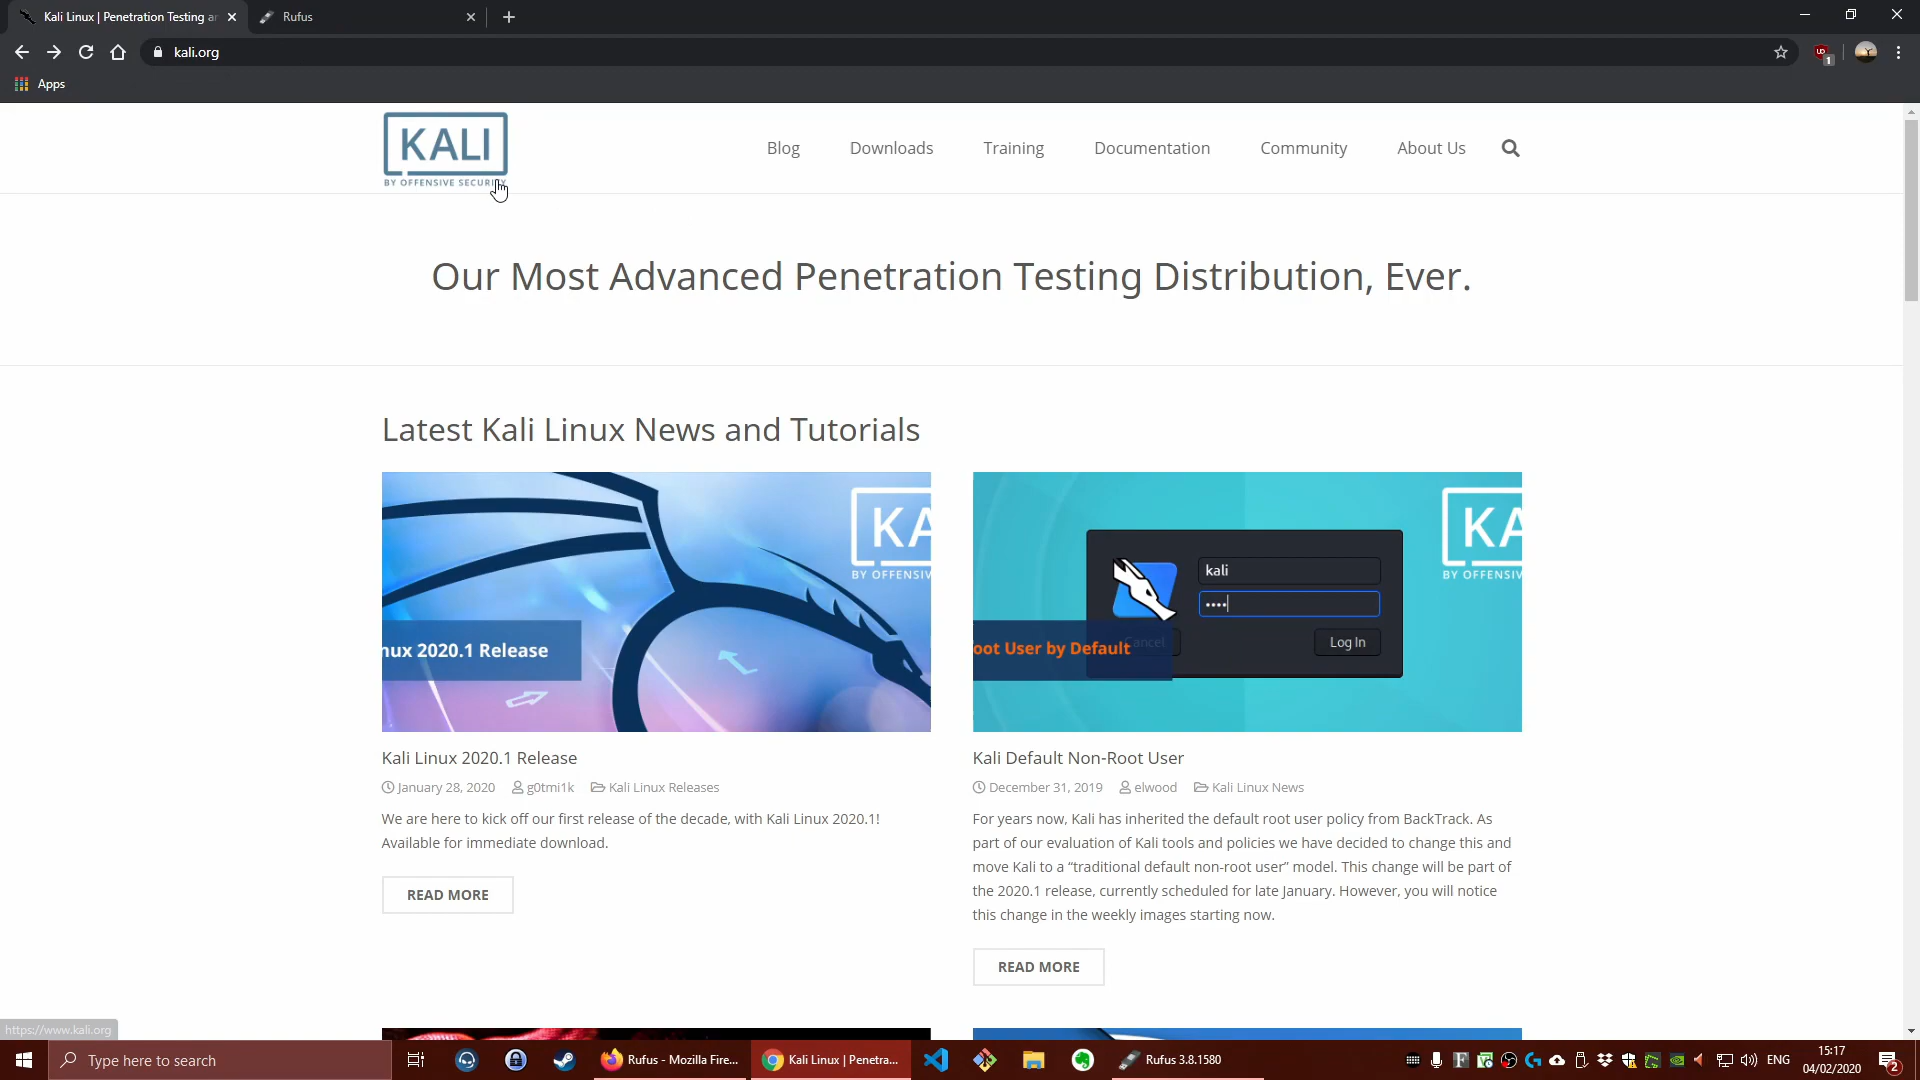 Kali Linux | Penetration Testing a
Rufus
kali.org
1
Apps
KALI
BY OFFENSIVE SECURITY
Blog
Downloads
Training
Documentation
Community
About Us
Our Most Advanced Penetration Testing Distribution, Ever.
Latest Kali Linux News and Tutorials
KA
BY OFFENSIV
nux 2020.1 Release
KA
BY OFFENSIV
kali
••••
Cancel
Log In
oot User by Default
Kali Linux 2020.1 Release
January 28, 2020 g0tmi1k Kali Linux Releases
We are here to kick off our first release of the decade, with Kali Linux 2020.1!
Available for immediate download.
READ MORE
Kali Default Non-Root User
December 31, 2019 elwood Kali Linux News
For years now, Kali has inherited the default root user policy from BackTrack. As
part of our evaluation of Kali tools and policies we have decided to change this and
move Kali to a “traditional default non-root user” model. This change will be part of
the 2020.1 release, currently scheduled for late January. However, you will notice
this change in the weekly images starting now.
READ MORE
https://www.kali.org
Type here to search
Rufus - Mozilla Fire...
Kali Linux | Penetra...
Rufus 3.8.1580
ENG
15:17
04/02/2020
2